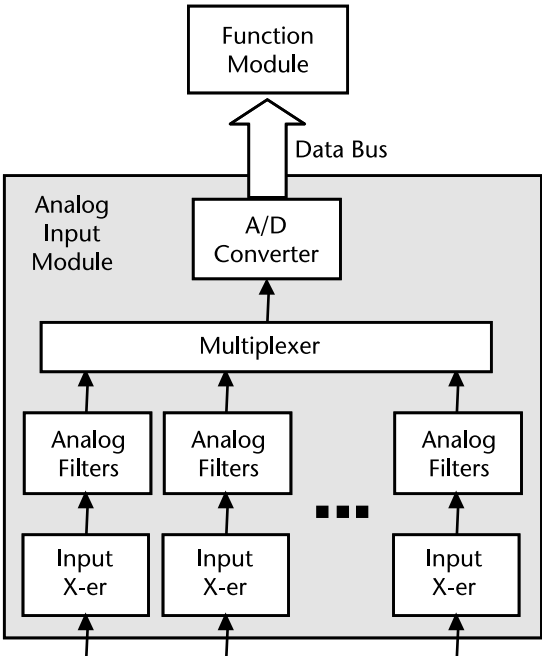 Function
Module
Data Bus
Analog
Input
Module
A/D
Converter
Multiplexer
Analog
Filters
Analog
Filters
Analog
Filters
Input
X-er
Input
X-er
Input
X-er